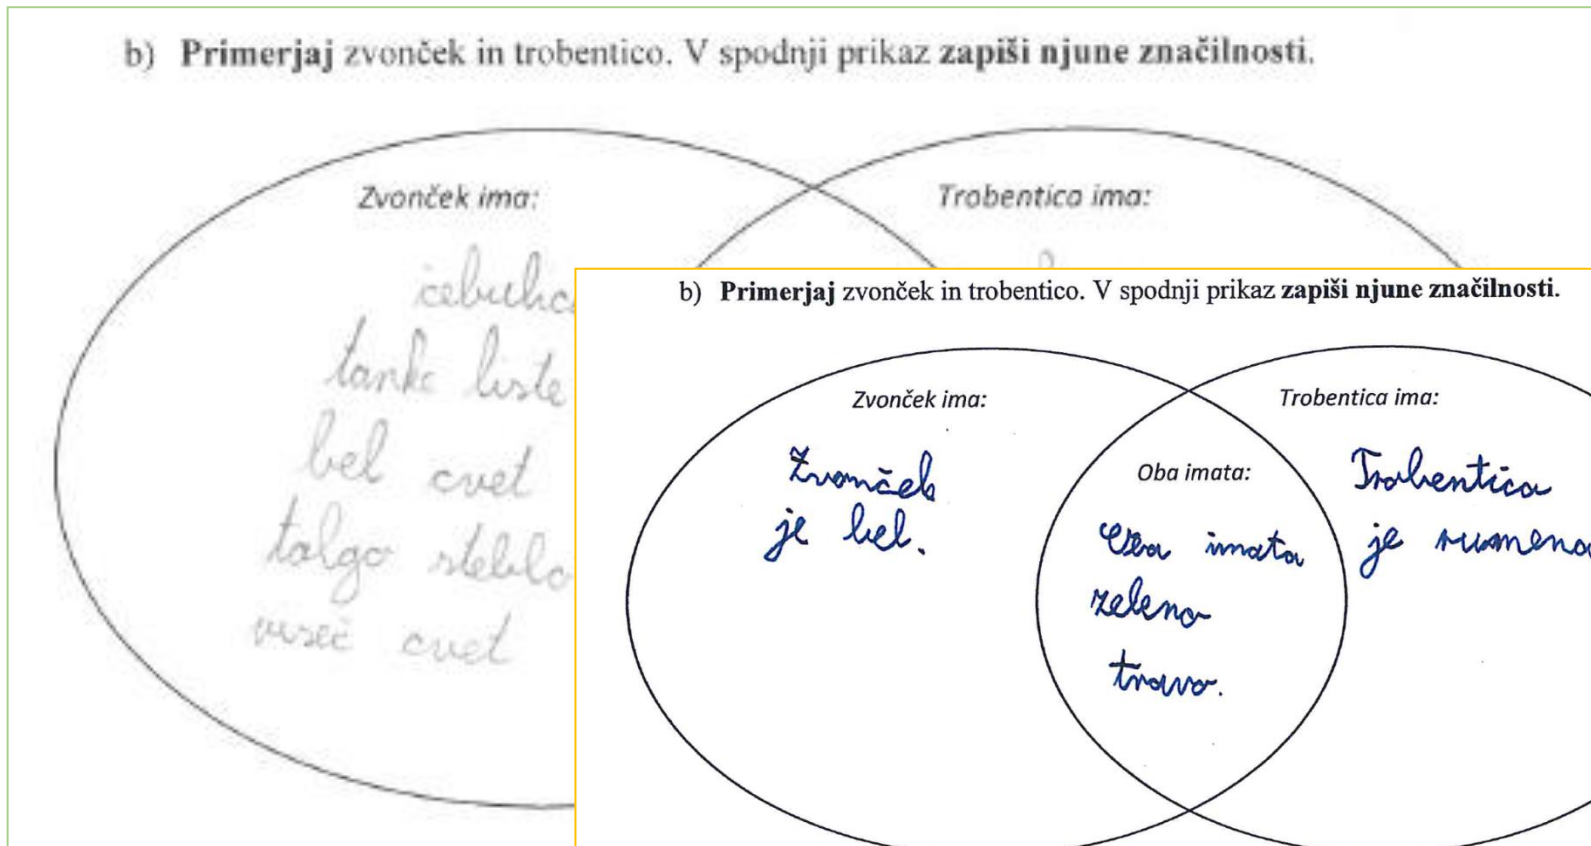 b) Primerjaj zvonček in trobentico. V spodnji prikaz zapiši njune značilnosti.
Zvonček ima:
Trobentica ima:
čebulico
tanke liste
bel cvet
talgo steblo
viseč cvet
b) Primerjaj zvonček in trobentico. V spodnji prikaz zapiši njune značilnosti.
Zvonček ima:
Trobentica ima:
Oba imata:
Zvonček
je bel.
Oba imata
zeleno
travo.
Trobentica
je rumena